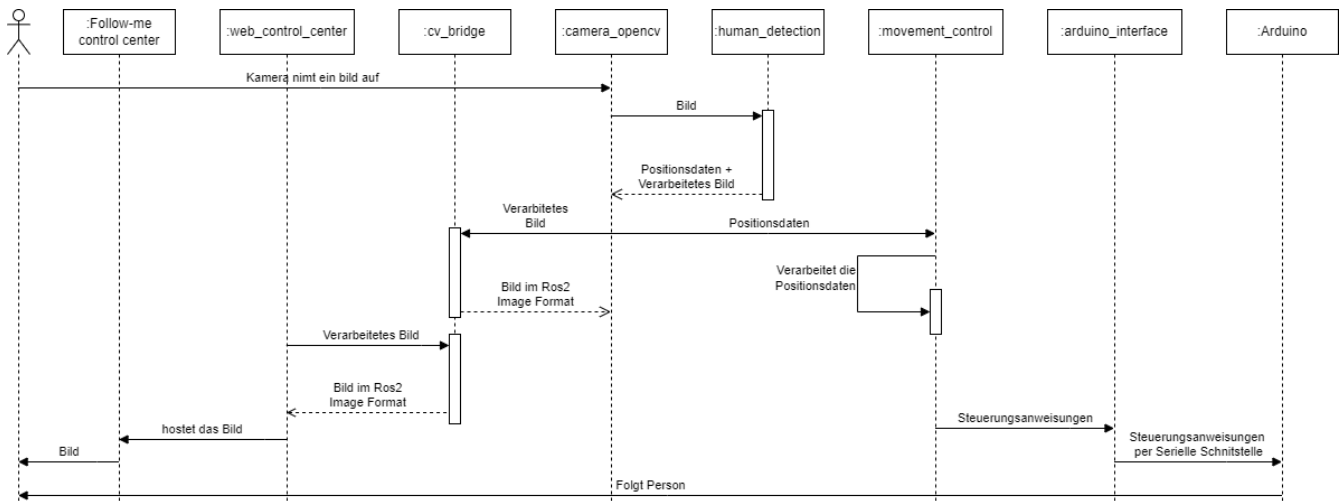 :Follow-me
control center
:web_control_center
:cv_bridge
:camera_opencv
:human_detection
:movement_control
:arduino_interface
:Arduino
Kamera nimt ein bild auf
Bild
Positionsdaten +
Verarbeitetes Bild
Verarbitetes
Bild
Positionsdaten
Verarbeitet die
Positionsdaten
Bild im Ros2
Image Format
Verarbeitetes Bild
Bild im Ros2
Image Format
hostet das Bild
Steuerungsanweisungen
Steuerungsanweisungen
per Serielle Schnitstelle
Bild
Folgt Person